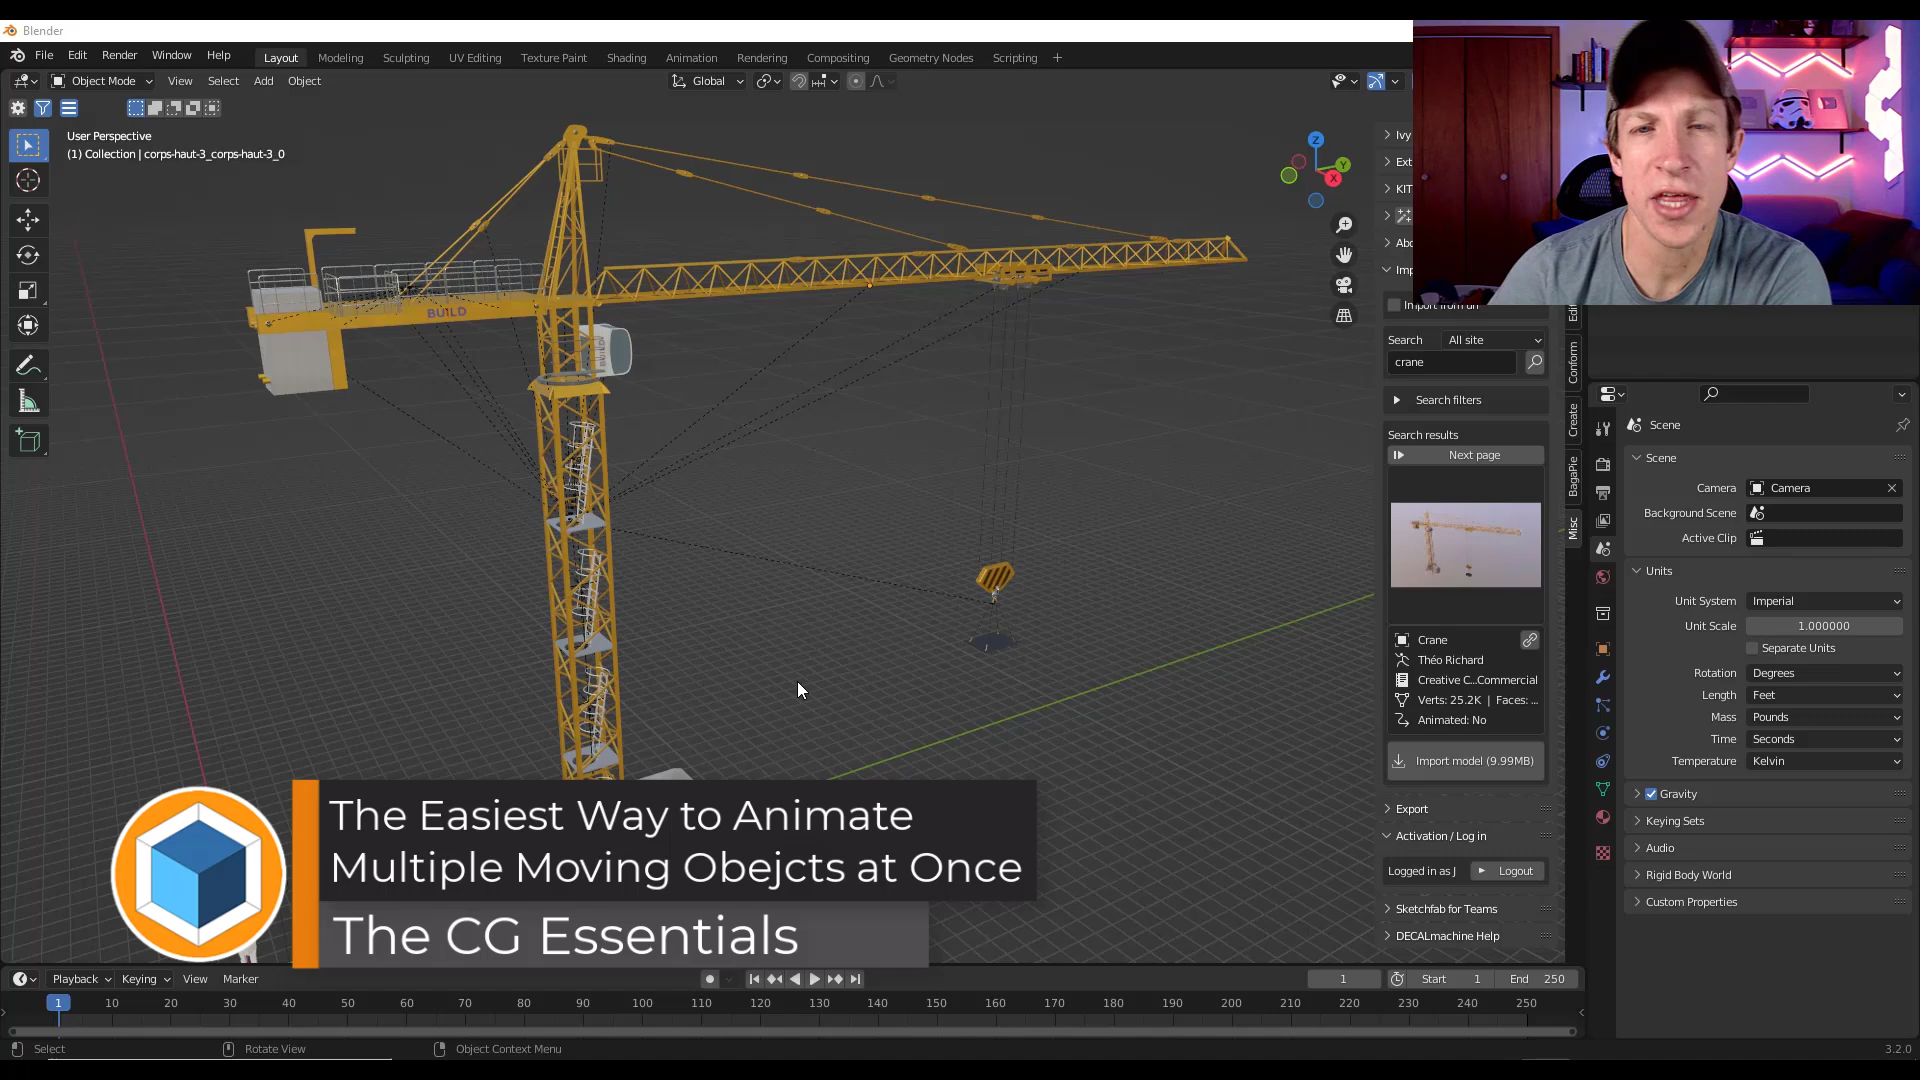 Blender
File Edit Render Window Help
Layout Modeling Sculpting UV Editing Texture Paint Shading Animation Rendering Compositing Geometry Nodes Scripting
Object Mode View Select Add Object Global
User Perspective
(1) Collection | corps-haut-3_corps-haut-3_0
Z
Y
X
BUILD
Ivy
Ext
KIT
Abc
Imp
Import from url
Search All site
crane
Search filters
Search results
Next page
Crane
Théo Richard
Creative C...Commercial
Verts: 25.2K | Faces: ...
Animated: No
Import model (9.99MB)
Export
Activation / Log in
Logged in as J Logout
Sketchfab for Teams
DECALmachine Help
Edi
Conform
Create
BagaPie
Misc
Scene
Scene
Camera Camera
Background Scene
Active Clip
Units
Unit System Imperial
Unit Scale 1.000000
Separate Units
Rotation Degrees
Length Feet
Mass Pounds
Time Seconds
Temperature Kelvin
Gravity
Keying Sets
Audio
Rigid Body World
Custom Properties
The Easiest Way to Animate
Multiple Moving Obejcts at Once
The CG Essentials
Playback Keying View Marker 1 Start 1 End 250
1 10 20 30 40 50 60 70 80 90 100 110 120 130 140 150 160 170 180 190 200 210 220 230 240 250
Select Rotate View Object Context Menu 3.2.0